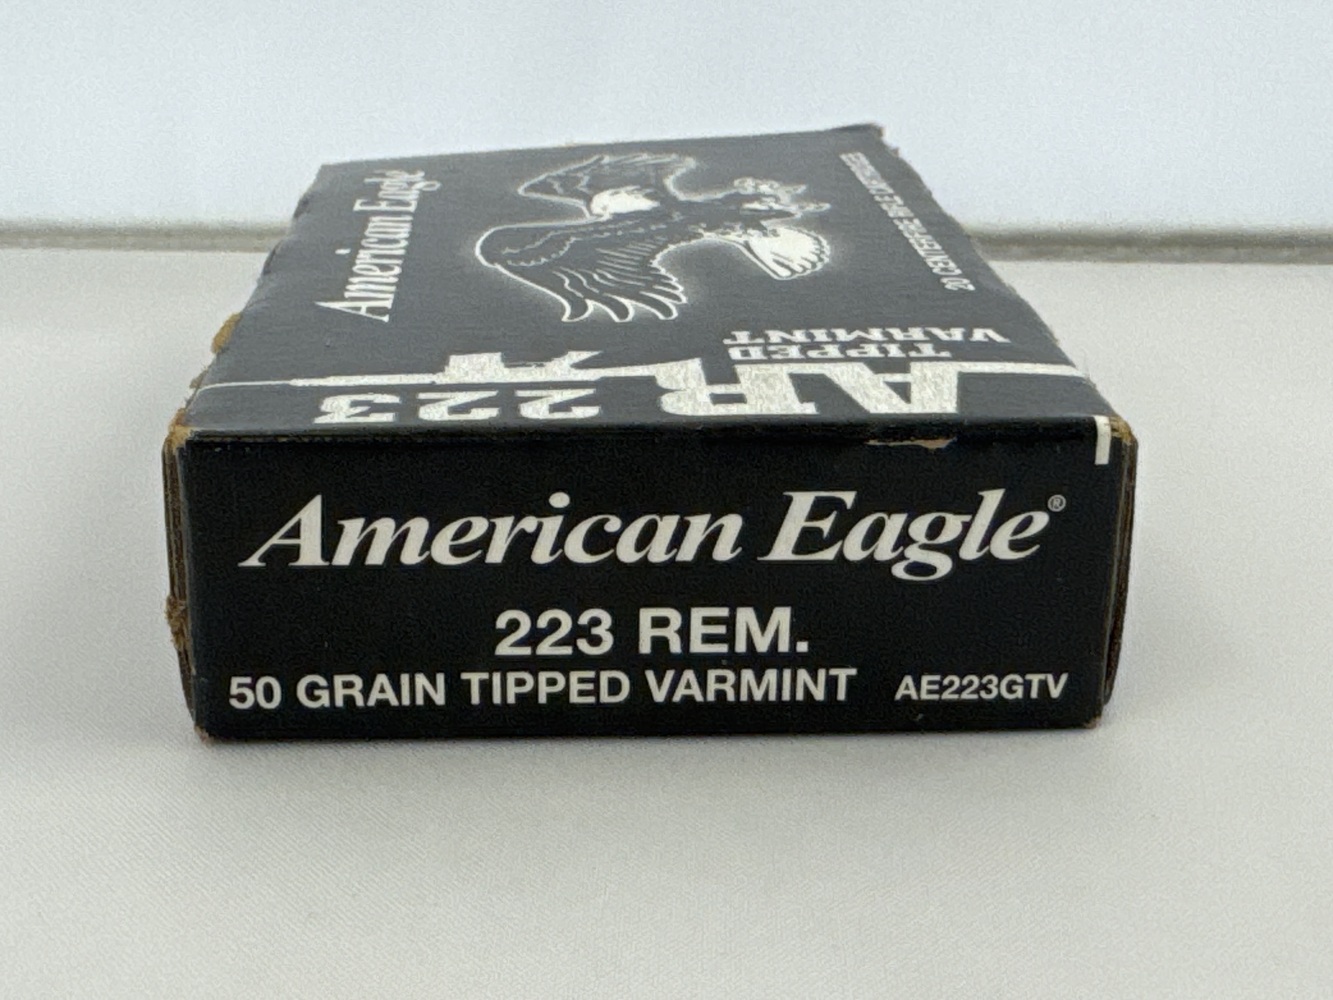 American Eagle
20 CENTERFIRE RIFLE CARTRIDGES
AR
223
TIPPED
VARMINT
American Eagle®
223 REM.
50 GRAIN TIPPED VARMINT AE223GTV